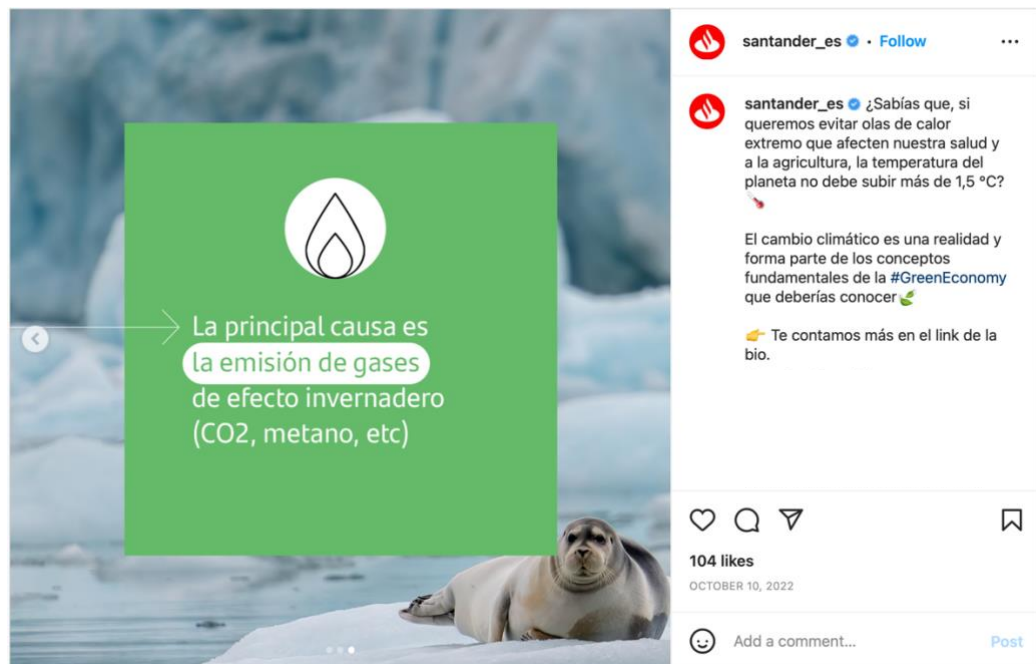 La principal causa es
la emisión de gases
de efecto invernadero
(CO2, metano, etc)
santander_es • Follow
santander_es ¿Sabías que, si
queremos evitar olas de calor
extremo que afecten nuestra salud y
a la agricultura, la temperatura del
planeta no debe subir más de 1,5 ºC?
El cambio climático es una realidad y
forma parte de los conceptos
fundamentales de la #GreenEconomy
que deberías conocer
Te contamos más en el link de la
bio.
104 likes
OCTOBER 10, 2022
Add a comment...
Post